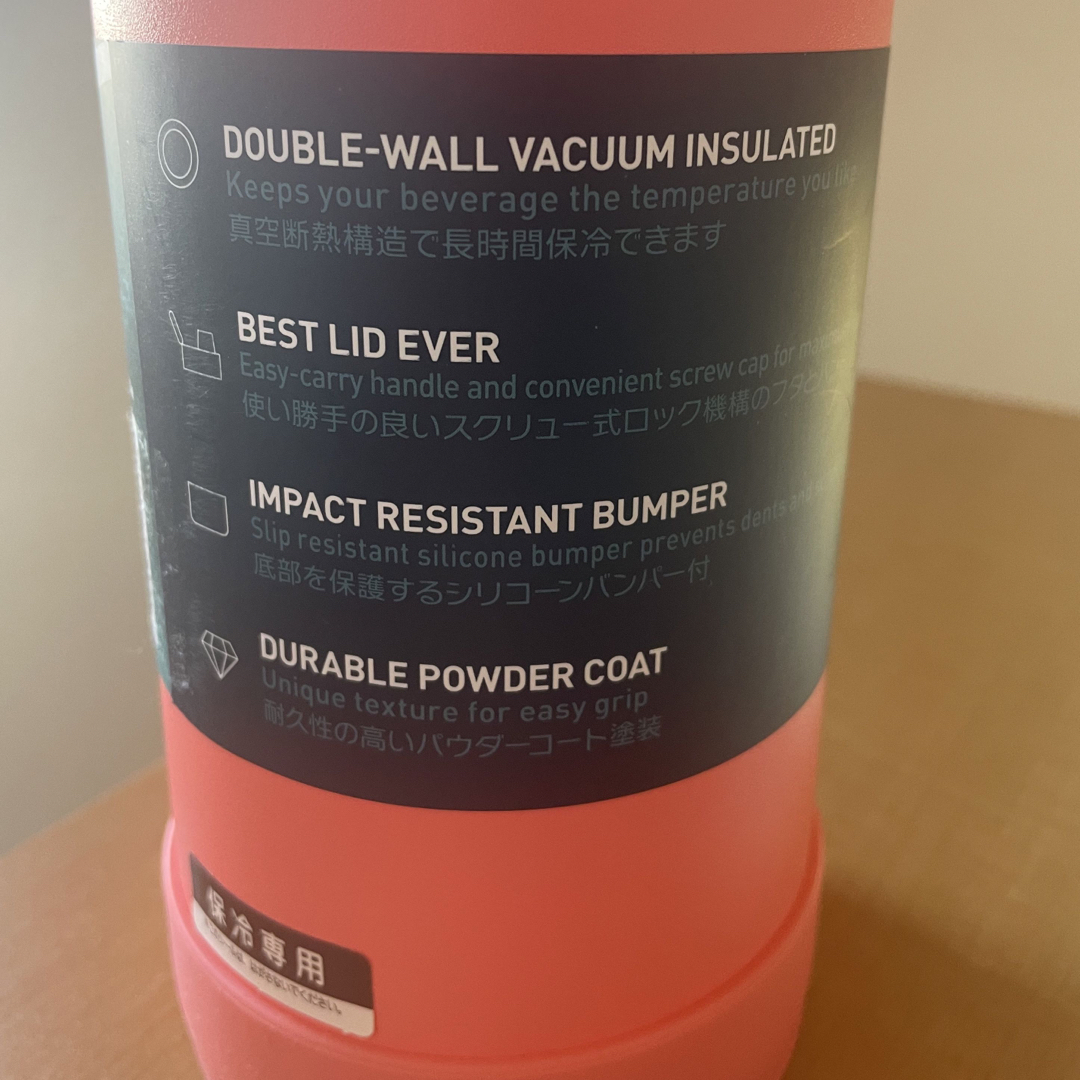 DOUBLE-WALL VACUUM INSULATED
Keeps your beverage the temperature you like
真空断熱構造で長時間保冷できます
BEST LID EVER
Easy-carry handle and convenient screw cap for
使い勝手の良いスクリュー式ロック機構のフタと
IMPACT RESISTANT BUMPER
Slip resistant silicone bumper prevents dents and
底部を保護するシリコーンバンパー付
DURABLE POWDER COAT
Unique texture for easy grip
耐久性の高いパウダーコート塗装
保冷専用